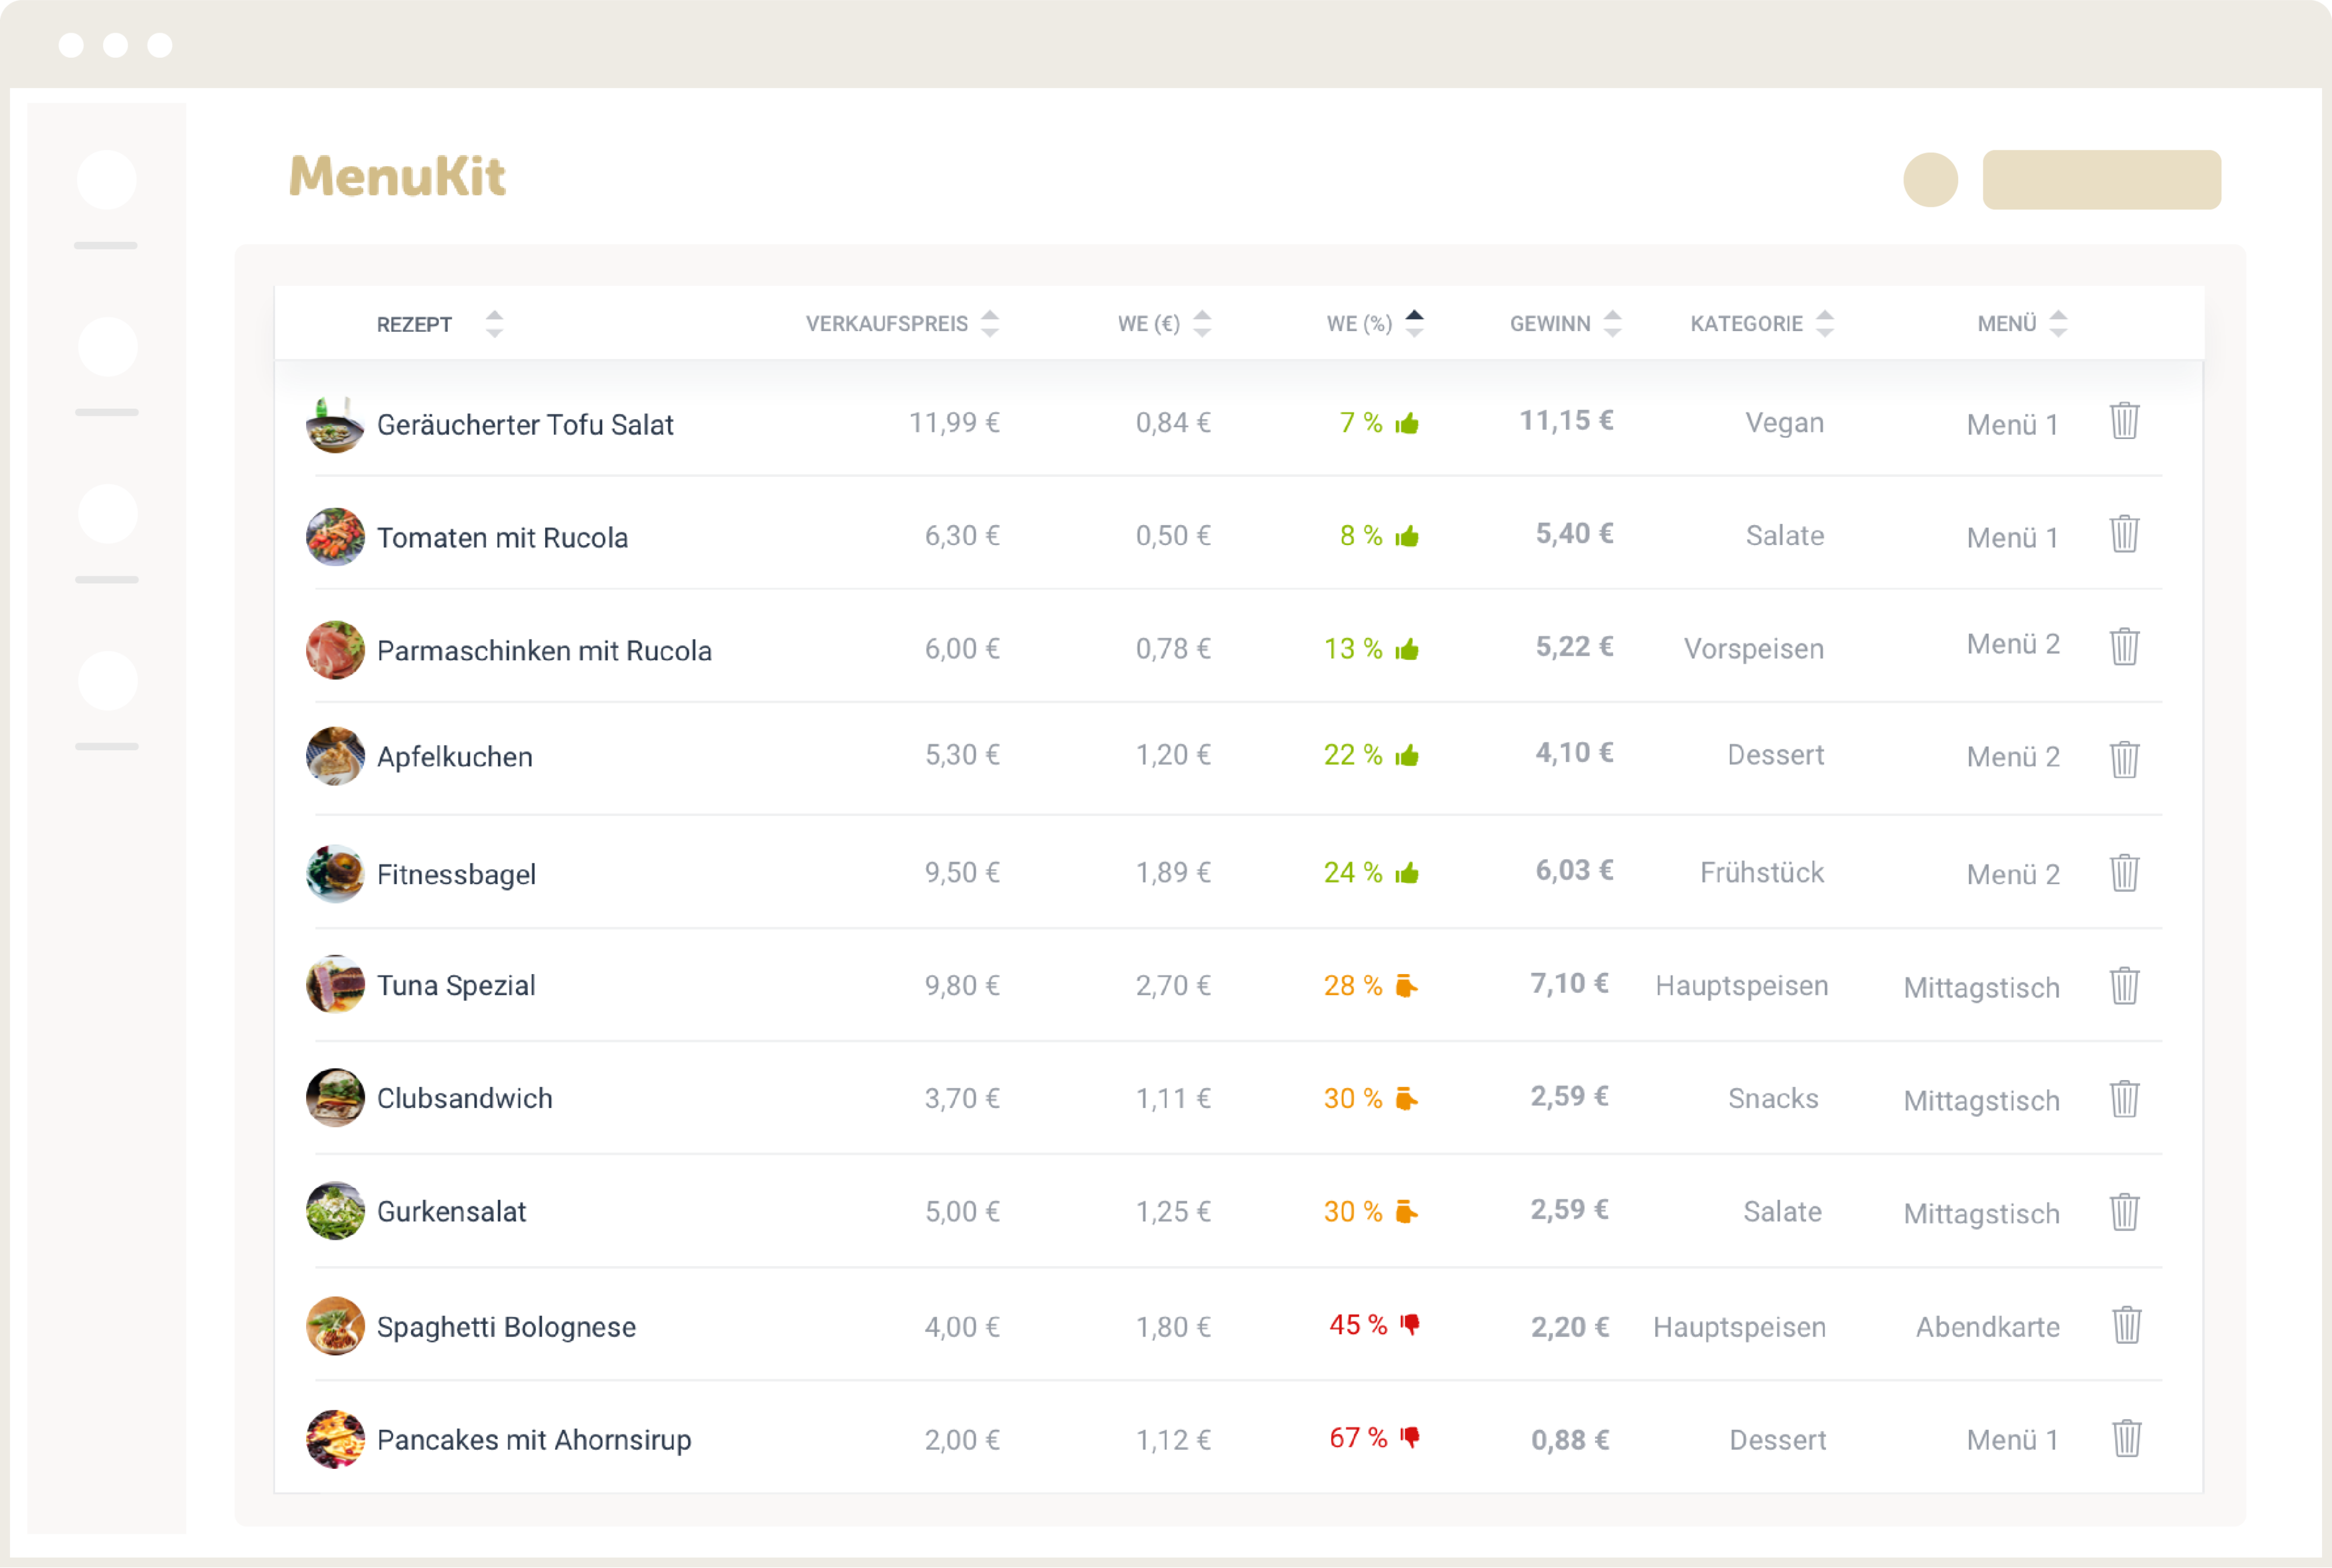 MenuKit
REZEPT VERKAUFSPREIS WE (€) WE (%) GEWINN KATEGORIE MENÜ
Geräucherter Tofu Salat 11,99 € 0,84 € 7 % 11,15 € Vegan Menü 1
Tomaten mit Rucola 6,30 € 0,50 € 8 % 5,40 € Salate Menü 1
Parmaschinken mit Rucola 6,00 € 0,78 € 13 % 5,22 € Vorspeisen Menü 2
Apfelkuchen 5,30 € 1,20 € 22 % 4,10 € Dessert Menü 2
Fitnessbagel 9,50 € 1,89 € 24 % 6,03 € Frühstück Menü 2
Tuna Spezial 9,80 € 2,70 € 28 % 7,10 € Hauptspeisen Mittagstisch
Clubsandwich 3,70 € 1,11 € 30 % 2,59 € Snacks Mittagstisch
Gurkensalat 5,00 € 1,25 € 30 % 2,59 € Salate Mittagstisch
Spaghetti Bolognese 4,00 € 1,80 € 45 % 2,20 € Hauptspeisen Abendkarte
Pancakes mit Ahornsirup 2,00 € 1,12 € 67 % 0,88 € Dessert Menü 1